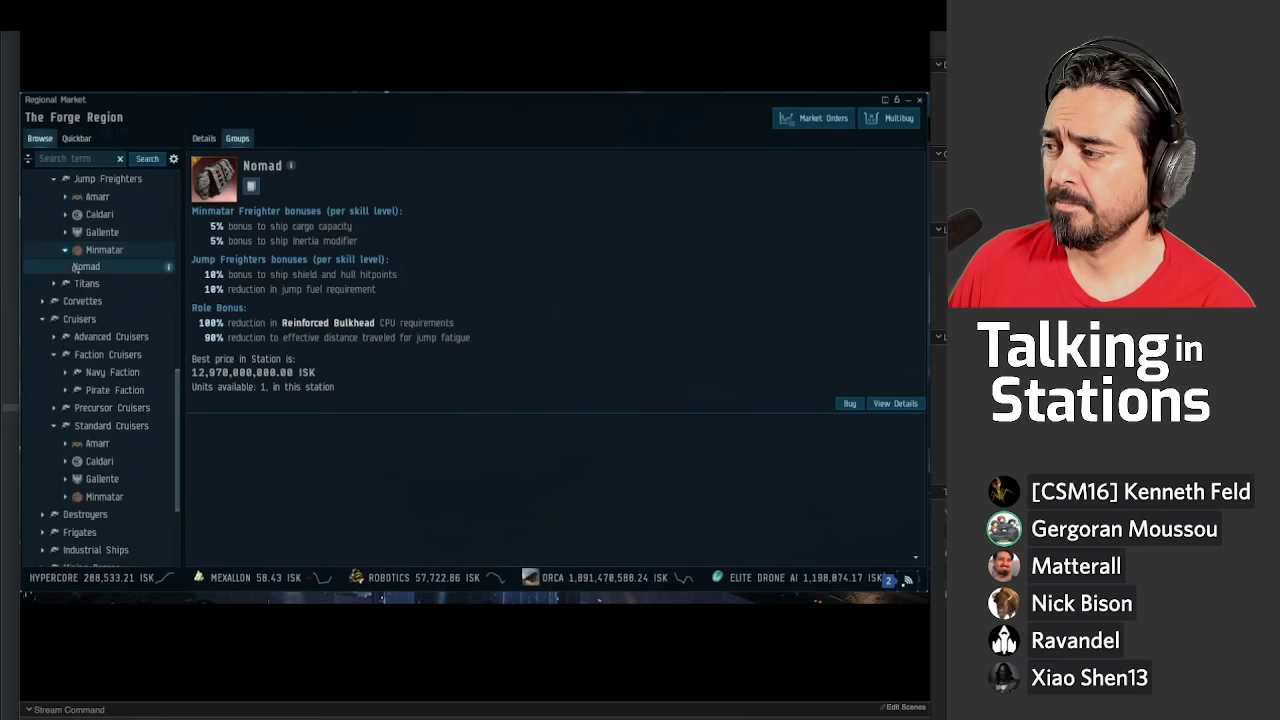 Regional Market
The Forge Region
Market Orders
Multibuy
Browse
Quickbar
Details
Groups
Search term
Search
Jump Freighters
Amarr
Caldari
Gallente
Minmatar
Nomad
Titans
Corvettes
Cruisers
Advanced Cruisers
Faction Cruisers
Navy Faction
Pirate Faction
Precursor Cruisers
Standard Cruisers
Amarr
Caldari
Gallente
Minmatar
Destroyers
Frigates
Industrial Ships
Nomad
Minmatar Freighter bonuses (per skill level):
5% bonus to ship cargo capacity
5% bonus to ship inertia modifier
Jump Freighters bonuses (per skill level):
10% bonus to ship shield and hull hitpoints
10% reduction in jump fuel requirement
Role Bonus:
100% reduction in Reinforced Bulkhead CPU requirements
90% reduction to effective distance traveled for jump fatigue
Best price in Station is:
12,970,000,000.00 ISK
Units available: 1, in this station
Buy
View Details
HYPERCORE 288,533.21 ISK
MEXALLON 58.43 ISK
ROBOTICS 57,722.86 ISK
ORCA 1,891,470,588.24 ISK
ELITE DRONE AI 1,198,074.17 ISK
2
Stream Command
Edit Scenes
Talking in
Stations
[CSM16] Kenneth Feld
Gergoran Moussou
Matterall
Nick Bison
Ravandel
Xiao Shen13